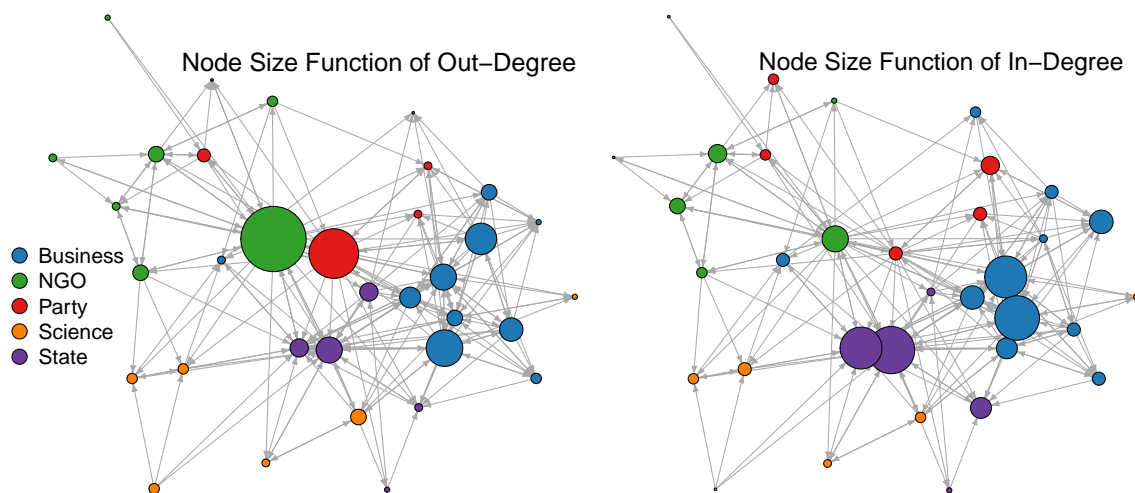 Node Size Function of Out−Degree
Node Size Function of In−Degree
Business
NGO
Party
Science
State